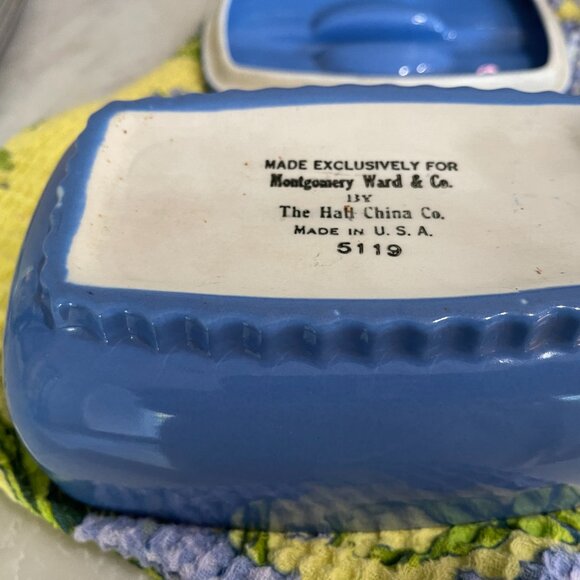 MADE EXCLUSIVELY FOR
Montgomery Ward & Co.
BY
The Hall China Co.
MADE IN U. S. A.
5119